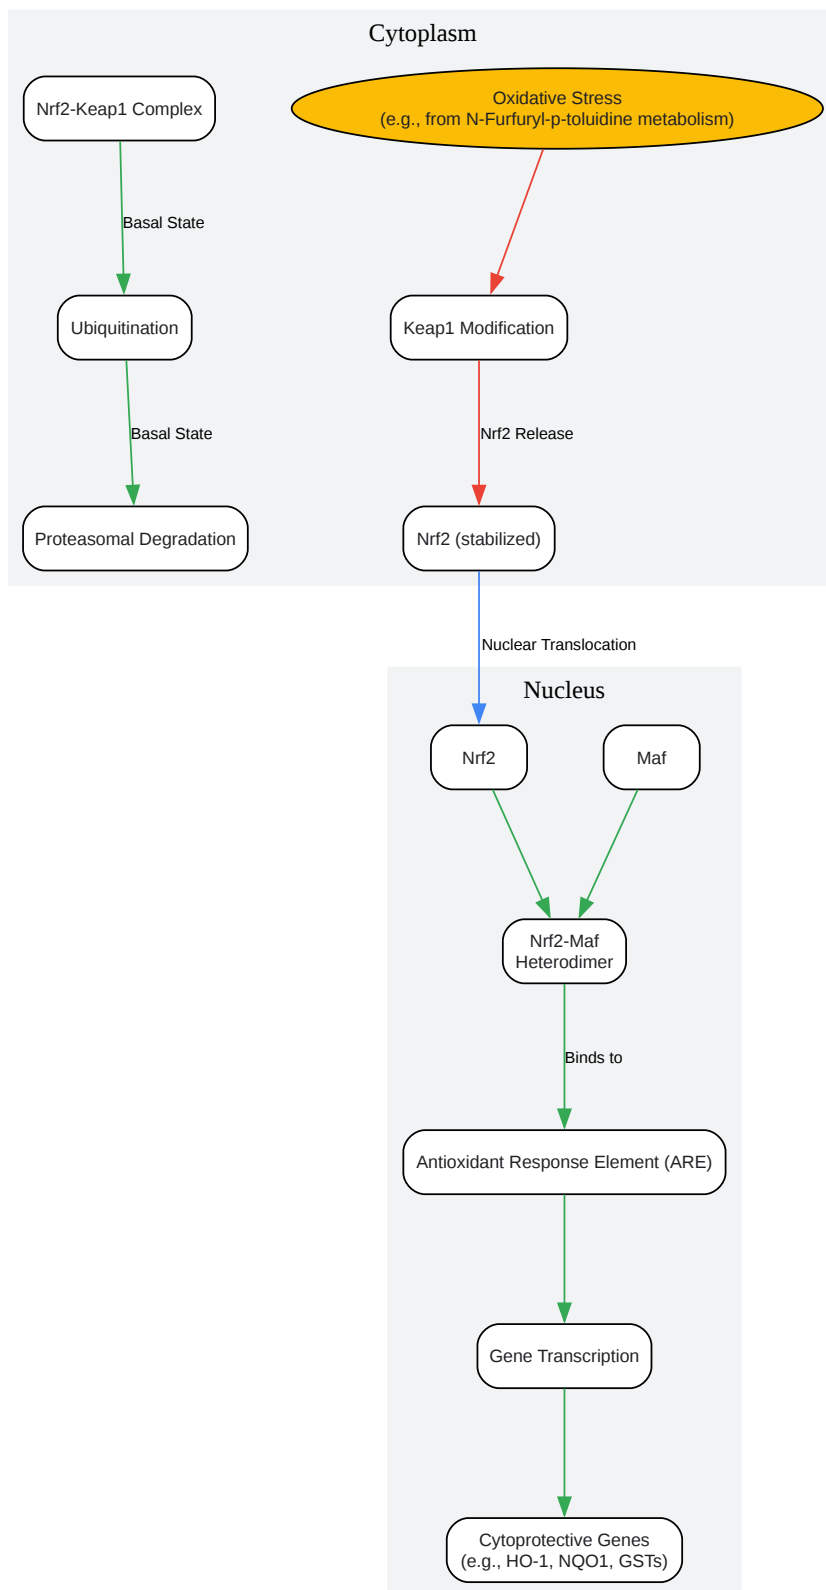 Cytoplasm
Nrf2-Keap1 Complex
Oxidative Stress
(e.g., from N-Furfuryl-p-toluidine metabolism)
Basal State
Ubiquitination
Keap1 Modification
Basal State
Nrf2 Release
Proteasomal Degradation
Nrf2 (stabilized)
Nuclear Translocation
Nucleus
Nrf2
Maf
Nrf2-Maf
Heterodimer
Binds to
Antioxidant Response Element (ARE)
Gene Transcription
Cytoprotective Genes
(e.g., HO-1, NQO1, GSTs)